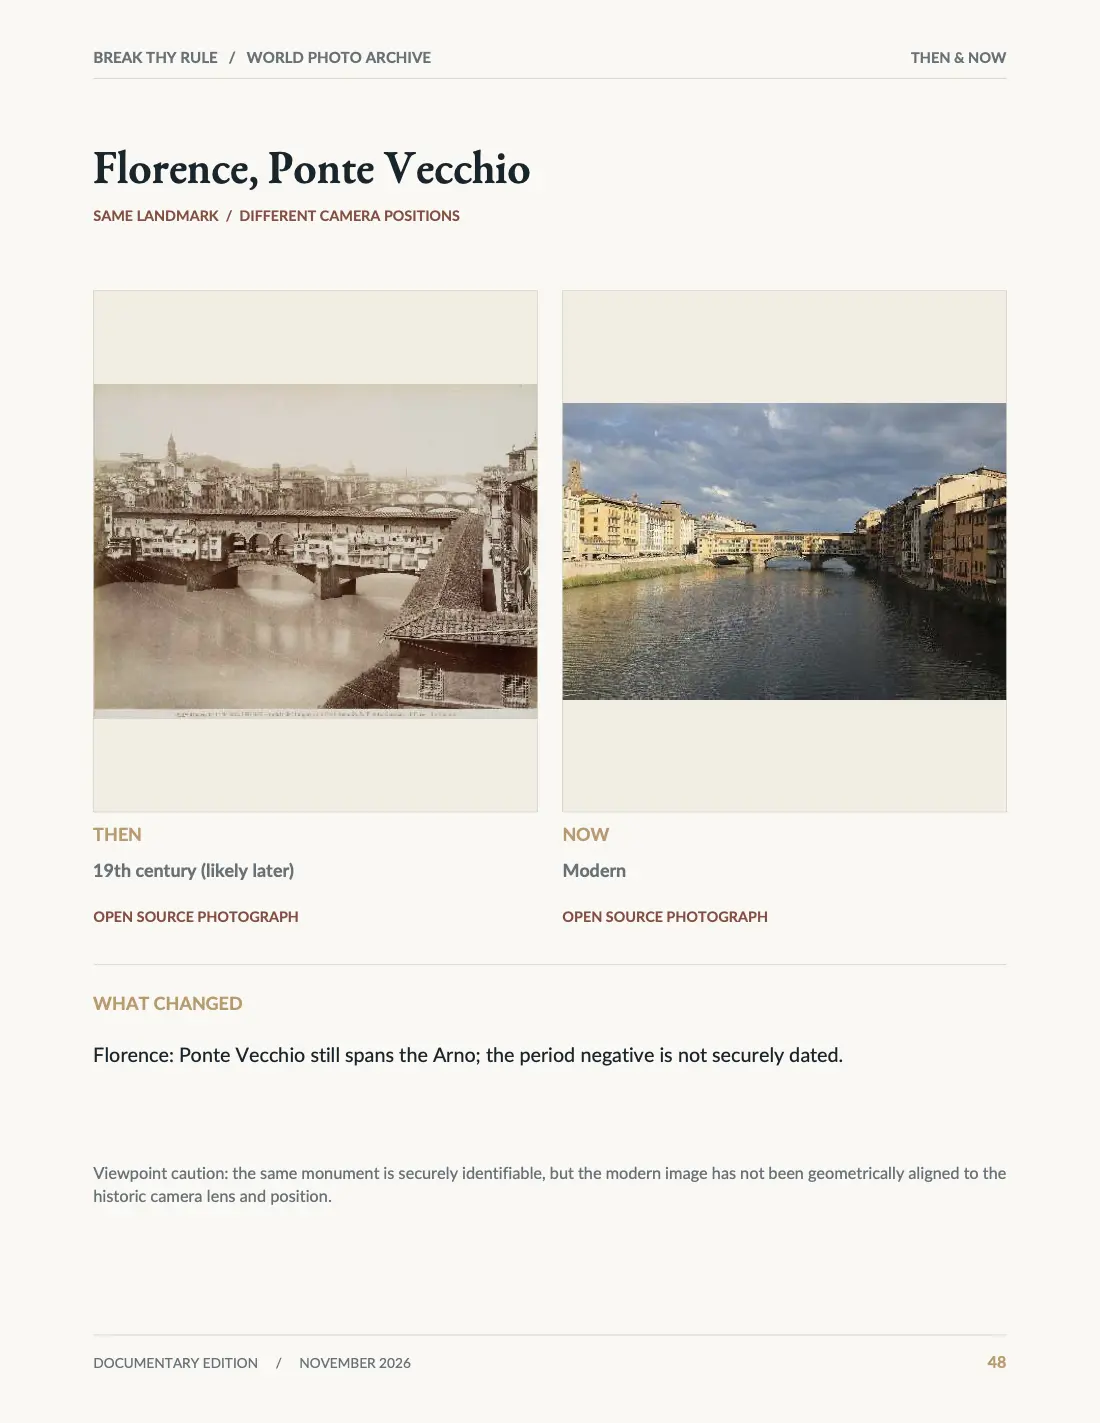 BREAK THY RULE / WORLD PHOTO ARCHIVE
THEN & NOW
Florence, Ponte Vecchio
SAME LANDMARK / DIFFERENT CAMERA POSITIONS
THEN
19th century (likely later)
OPEN SOURCE PHOTOGRAPH
NOW
Modern
OPEN SOURCE PHOTOGRAPH
WHAT CHANGED
Florence: Ponte Vecchio still spans the Arno; the period negative is not securely dated.
Viewpoint caution: the same monument is securely identifiable, but the modern image has not been geometrically aligned to the
historic camera lens and position.
DOCUMENTARY EDITION / NOVEMBER 2026
48